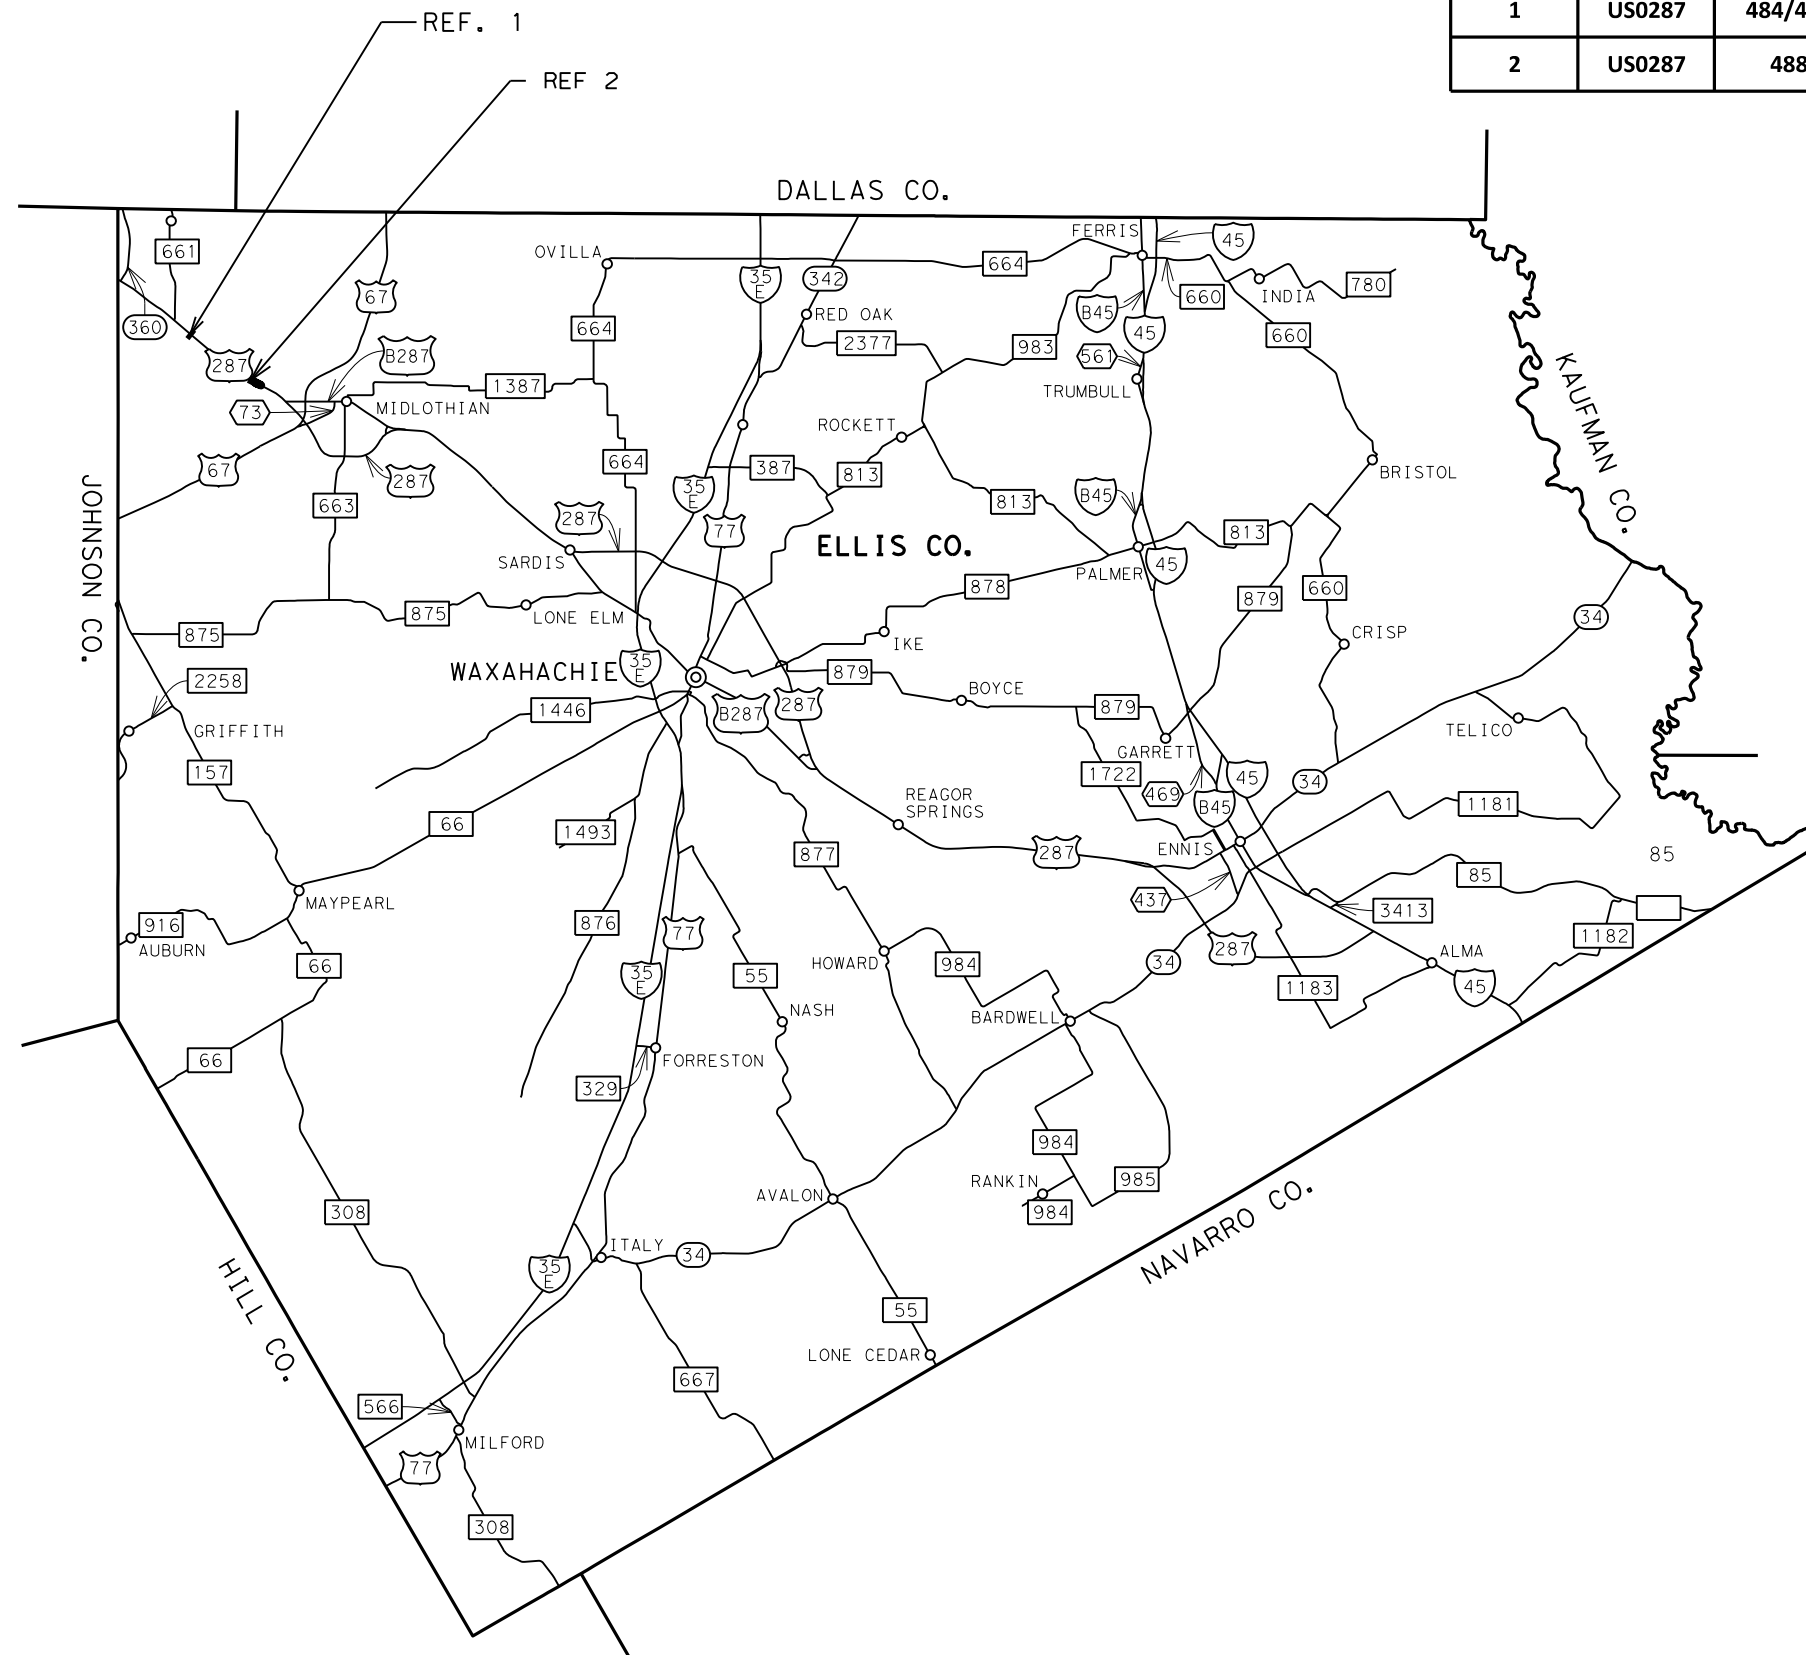 REF. 1
1 US0287
REF 2
2 US0287 488
DALLAS CO.
FERRIS
45
661
OVILLA
664
35
E
342
660
INDIA
780
67
360
664
RED OAK
B45
2377
983
45
660
287
B287
561
1387
TRUMBULL
73
MIDLOTHIAN
KAUFMAN CO.
ROCKETT
67
287
664
387
813
BRISTOL
JOHNSON CO.
663
35
E
77
813
B45
287
813
SARDIS
ELLIS CO.
PALMER
45
875
875
LONE ELM
878
879
660
34
IKE
CRISP
WAXAHACHIE
35
E
2258
879
BOYCE
1446
B287
287
879
GRIFFITH
GARRETT
TELICO
157
1722
469
45
34
B45
REAGOR
SPRINGS
1181
66
1493
877
287
ENNIS
85
MAYPEARL
85
437
3413
916
AUBURN
876
77
1182
66
35
E
55
HOWARD
984
34
287
ALMA
1183
45
NASH
BARDWELL
66
FORRESTON
329
984
RANKIN
985
AVALON
984
308
NAVARRO CO.
ITALY
34
35
E
HILL CO.
55
LONE CEDAR
667
566
MILFORD
77
308